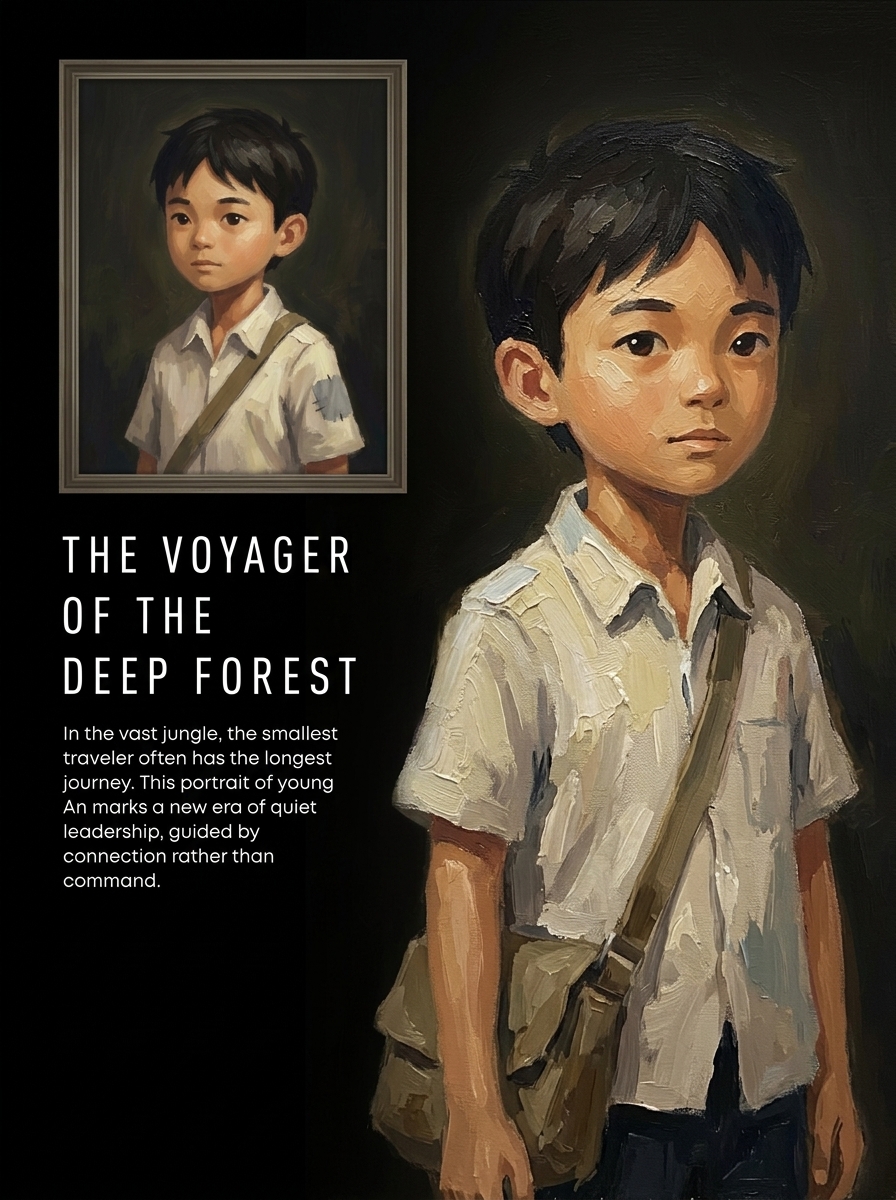 THE VOYAGER
OF THE
DEEP FOREST
In the vast jungle, the smallest
traveler often has the longest
journey. This portrait of young
An marks a new era of quiet
leadership, guided by
connection rather than
command.